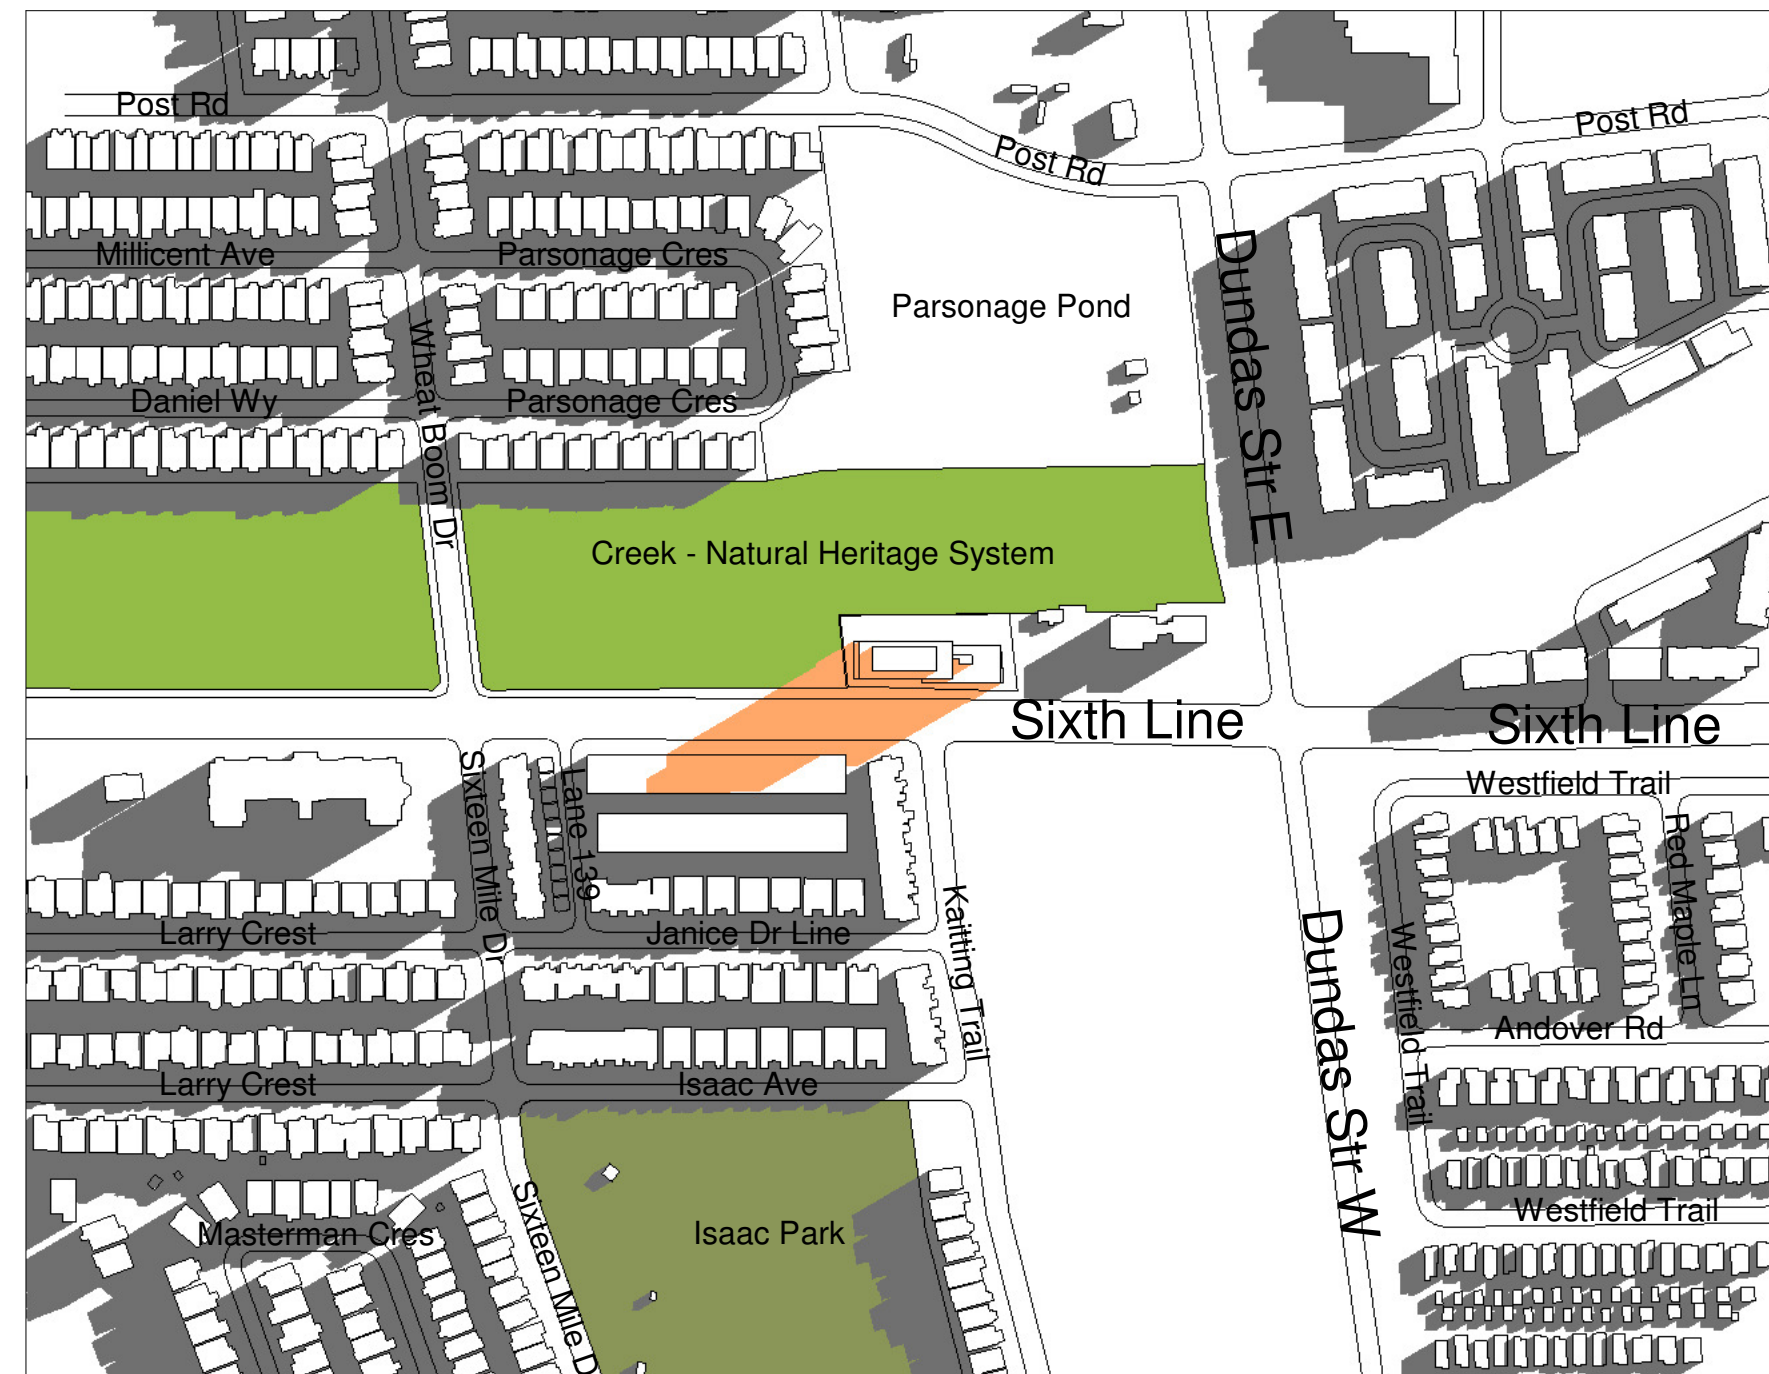 Post Rd
Post Rd
Post Rd
Millicent Ave
Parsonage Cres
Dundas Str E
Parsonage Pond
Wheat Boom Dr
Daniel Wy
Parsonage Cres
Creek - Natural Heritage System
Sixth Line
Sixth Line
Sixteen Mile Dr
Lane 139
Westfield Trail
Red Maple Ln
Larry Crest
Janice Dr Line
Kaitting Trail
Dundas Str W
Westfield Trail
Andover Rd
Larry Crest
Isaac Ave
Sixteen Mile D
Masterman Cres
Isaac Park
Westfield Trail